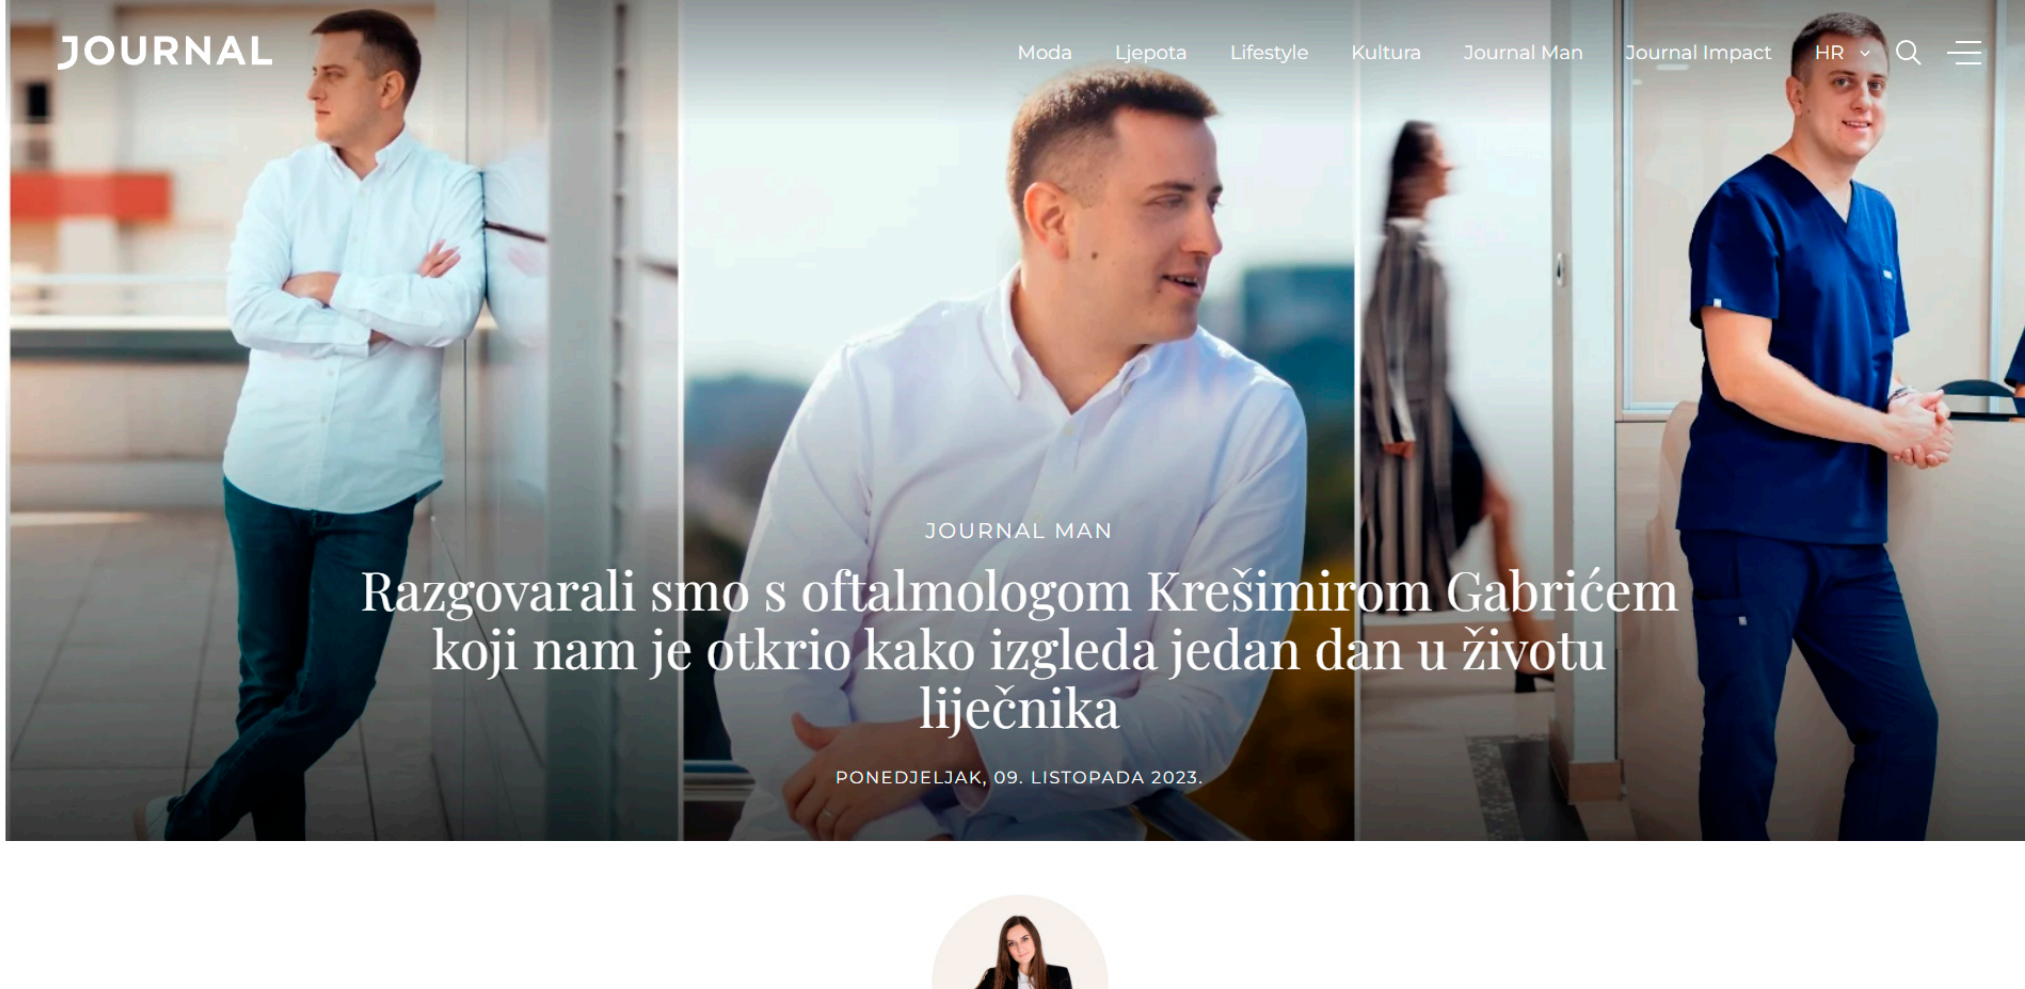 JOURNAL
Moda Ljepota Lifestyle Kultura Journal Man Journal Impact HR
JOURNAL MAN
Razgovarali smo s oftalmologom Krešimirom Gabrićem
koji nam je otkrio kako izgleda jedan dan u životu
liječnika
PONEDJELJAK, 09. LISTOPADA 2023.